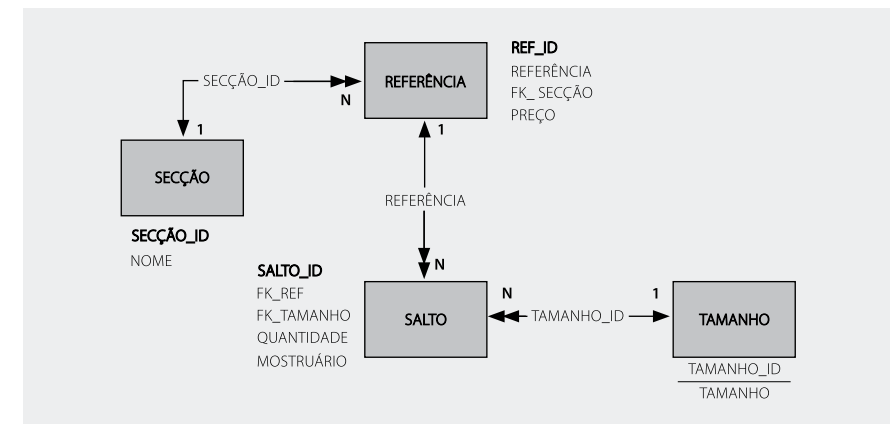 REF_ID
REFERÊNCIA
FK_ SECÇÃO
PREÇO
REFERÊNCIA
SECÇÃO_ID
N
1
1
SECÇÃO
SECÇÃO_ID
NOME
REFERÊNCIA
N
SALTO_ID
FK_REF
FK_TAMANHO
QUANTIDADE
MOSTRUÁRIO
SALTO
N
TAMANHO_ID
1
TAMANHO
TAMANHO_ID
TAMANHO